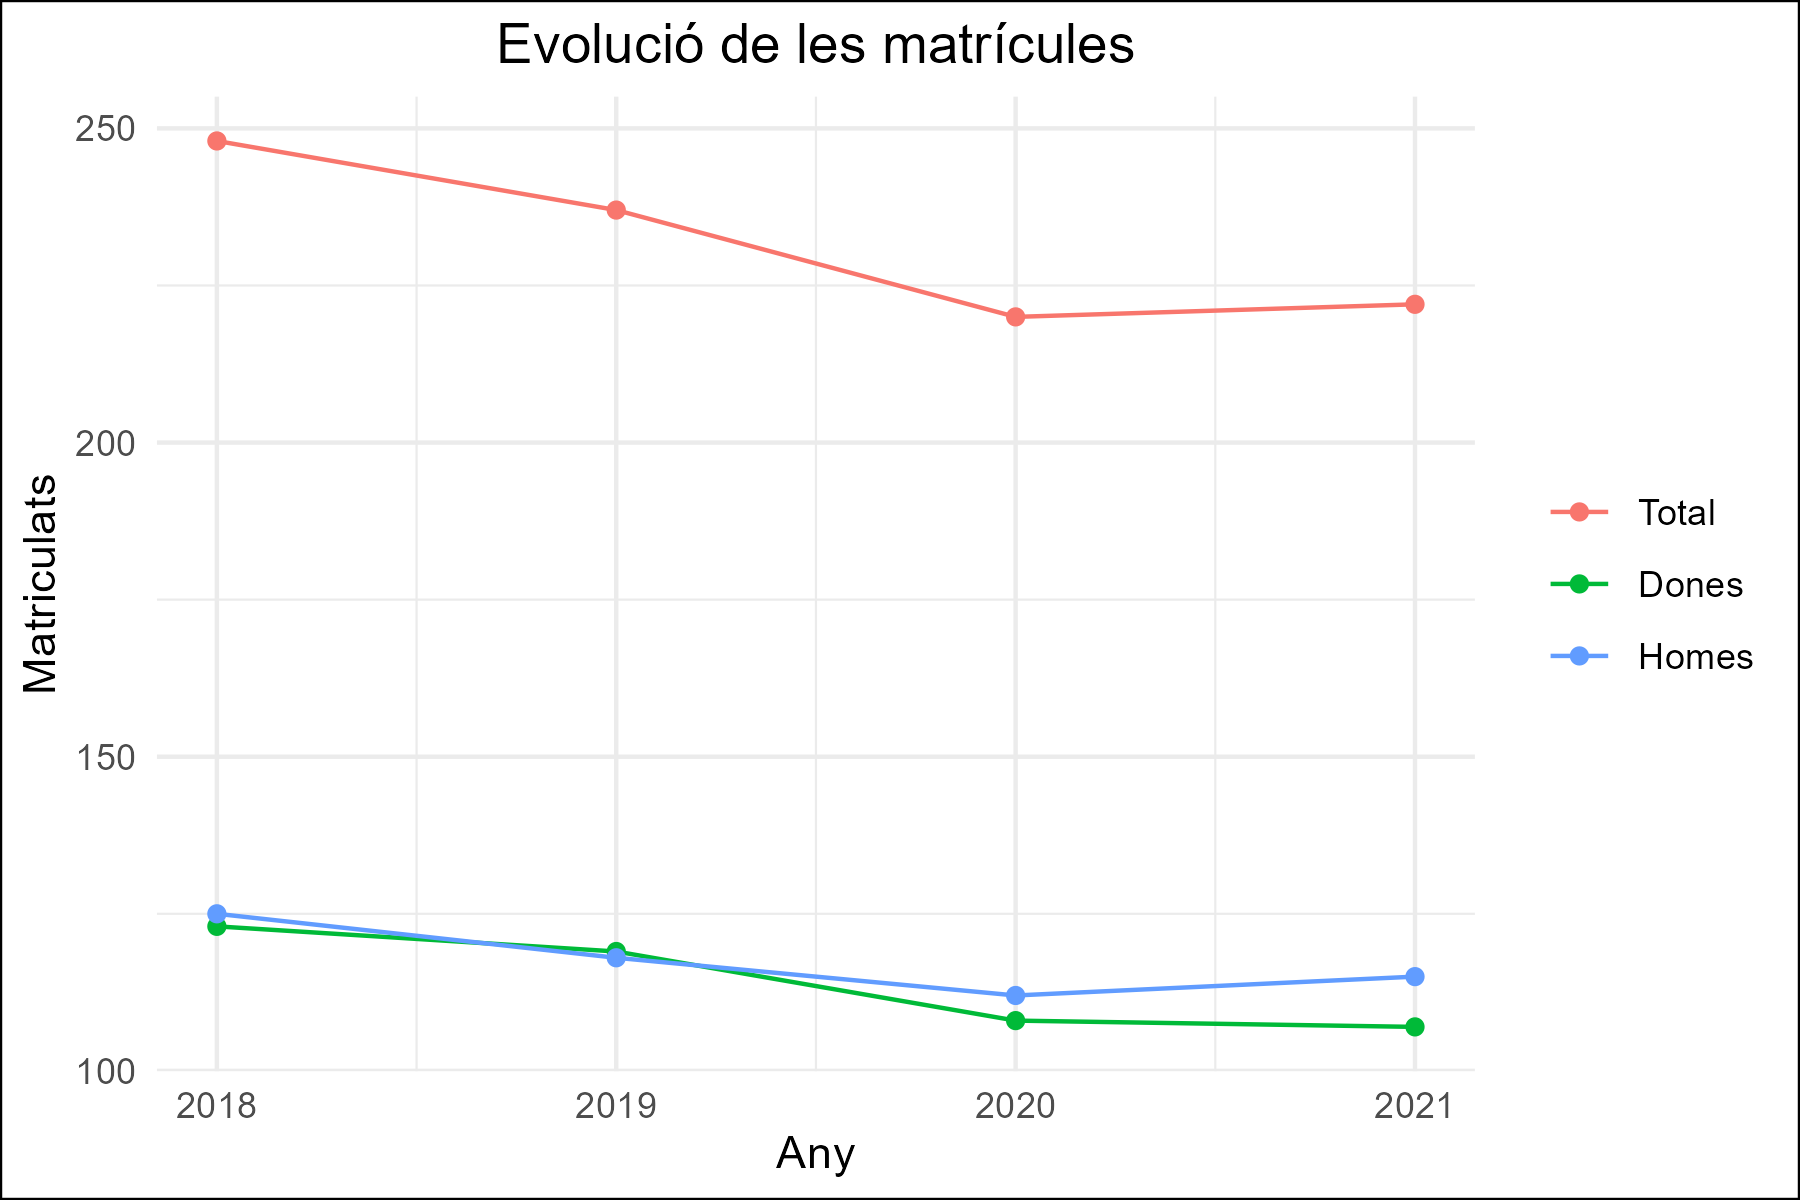 Evolució de les matrícules
Matriculats
250
200
150
100
2018
2019
2020
2021
Any
Total
Dones
Homes